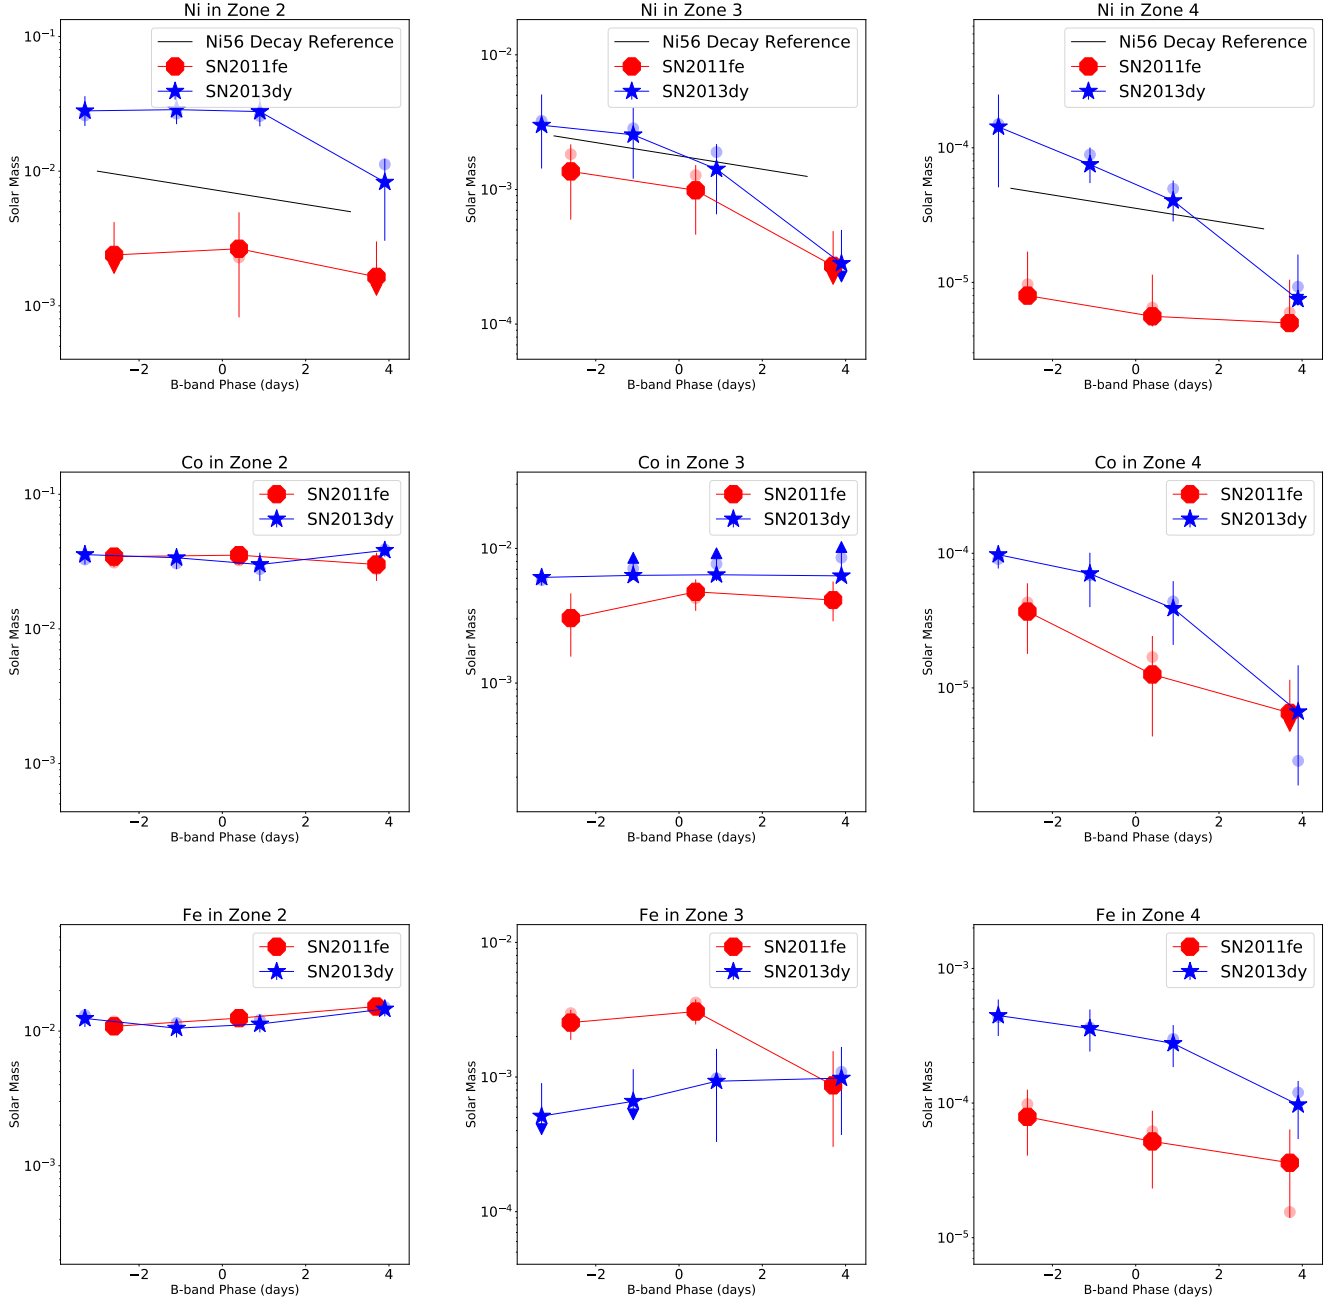 Ni in Zone 2
Ni56 Decay Reference
SN2011fe
SN2013dy
10⁻¹
10⁻²
10⁻³
Solar Mass
−2 0 2 4
B-band Phase (days)
Ni in Zone 3
Ni56 Decay Reference
SN2011fe
SN2013dy
10⁻²
10⁻³
10⁻⁴
Solar Mass
−2 0 2 4
B-band Phase (days)
Ni in Zone 4
Ni56 Decay Reference
SN2011fe
SN2013dy
10⁻⁴
10⁻⁵
Solar Mass
−2 0 2 4
B-band Phase (days)
Co in Zone 2
SN2011fe
SN2013dy
10⁻¹
10⁻²
10⁻³
Solar Mass
−2 0 2 4
B-band Phase (days)
Co in Zone 3
SN2011fe
SN2013dy
10⁻²
10⁻³
Solar Mass
−2 0 2 4
B-band Phase (days)
Co in Zone 4
SN2011fe
SN2013dy
10⁻⁴
10⁻⁵
Solar Mass
−2 0 2 4
B-band Phase (days)
Fe in Zone 2
SN2011fe
SN2013dy
10⁻²
10⁻³
Solar Mass
−2 0 2 4
B-band Phase (days)
Fe in Zone 3
SN2011fe
SN2013dy
10⁻²
10⁻³
10⁻⁴
Solar Mass
−2 0 2 4
B-band Phase (days)
Fe in Zone 4
SN2011fe
SN2013dy
10⁻³
10⁻⁴
10⁻⁵
Solar Mass
−2 0 2 4
B-band Phase (days)